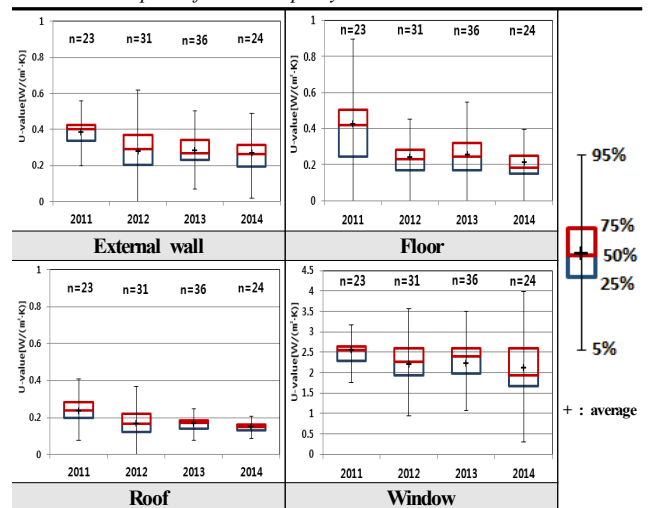 U-value[W/(m²·K)]
1
0.8
0.6
0.4
0.2
0
n=23
n=31
n=36
n=24
2011
2012
2013
2014
External wall
U-value[W/(m²·K)]
1
0.8
0.6
0.4
0.2
0
n=23
n=31
n=36
n=24
2011
2012
2013
2014
Floor
U-value[W/(m²·K)]
1
0.8
0.6
0.4
0.2
0
n=23
n=31
n=36
n=24
2011
2012
2013
2014
Roof
U-value[W/(m²·K)]
4.5
4
3.5
3
2.5
2
1.5
1
0.5
0
n=23
n=31
n=36
n=24
2011
2012
2013
2014
Window
95%
75%
50%
25%
5%
+ : average